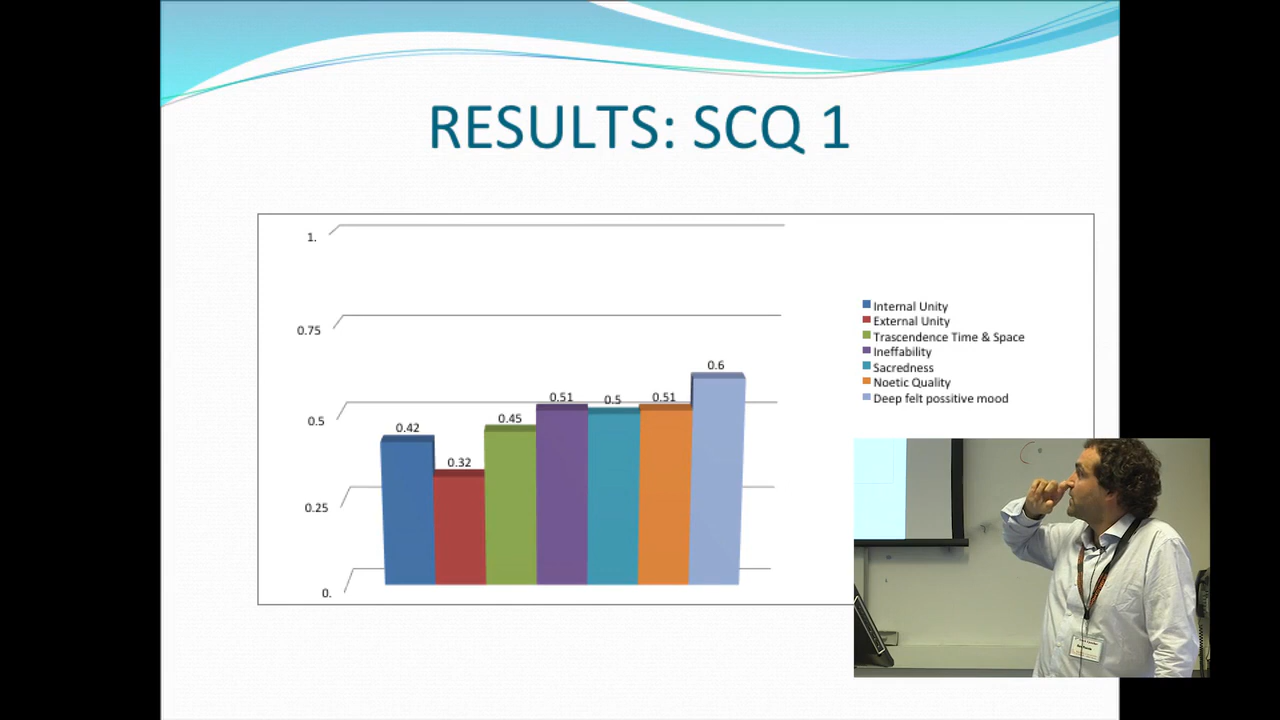 RESULTS: SCQ 1
1.
0.75
0.5
0.25
0.
0.42
0.32
0.45
0.51
0.5
0.51
0.6
Internal Unity
External Unity
Trascendence Time & Space
Ineffability
Sacredness
Noetic Quality
Deep felt possitive mood